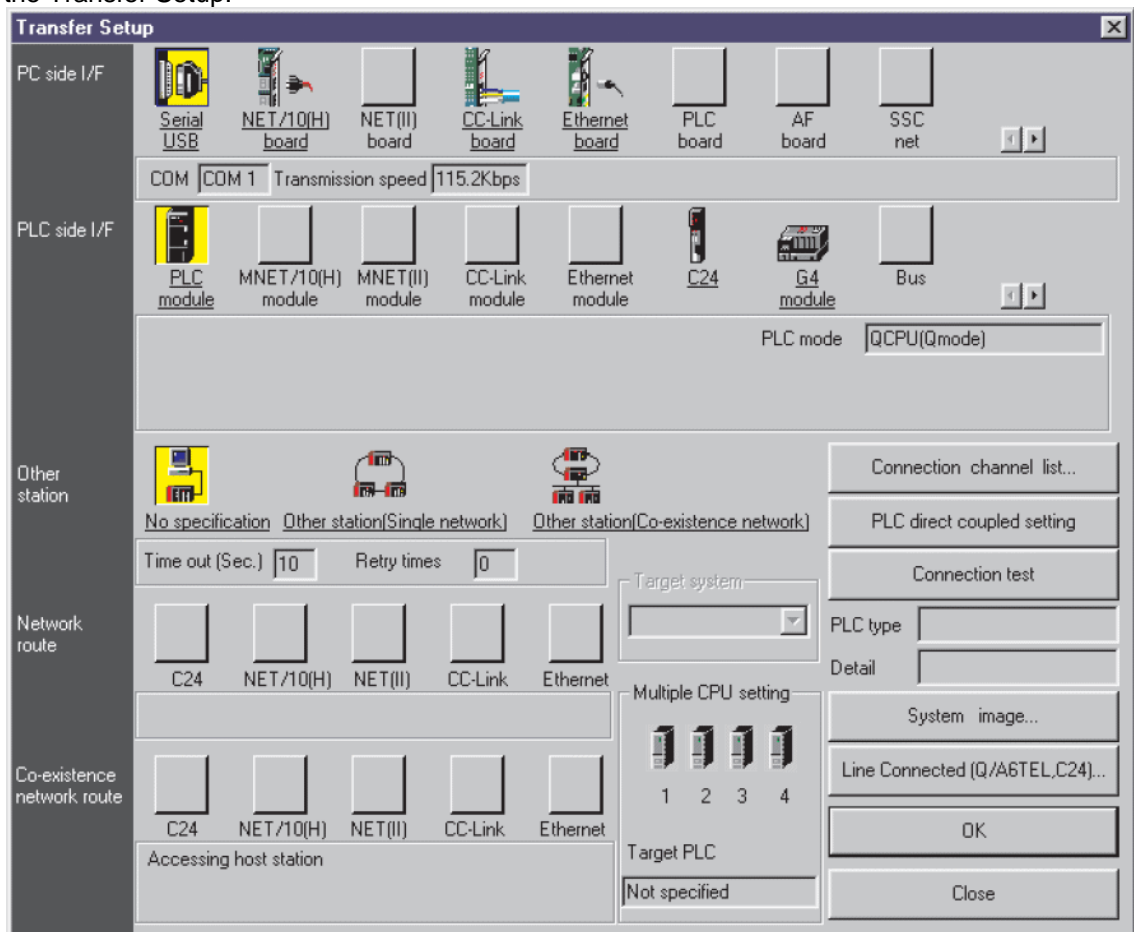 the Transfer Setup.
Transfer Setup
PC side I/F
Serial USB
NET/10(H) board
NET(II) board
CC-Link board
Ethernet board
PLC board
AF board
SSC net
COM COM 1 Transmission speed 115.2Kbps
PLC side I/F
PLC module
MNET/10(H) module
MNET(II) module
CC-Link module
Ethernet module
C24
G4 module
Bus
PLC mode QCPU(Qmode)
Other station
No specification Other station(Single network) Other station(Co-existence network)
Time out (Sec.) 10 Retry times 0
Connection channel list...
PLC direct coupled setting
Connection test
Target system
PLC type
Detail
Network route
C24 NET/10(H) NET(II) CC-Link Ethernet
Multiple CPU setting
1 2 3 4
System image...
Line Connected (Q/A6TEL,C24)...
Co-existence network route
C24 NET/10(H) NET(II) CC-Link Ethernet
Accessing host station
Target PLC
Not specified
OK
Close